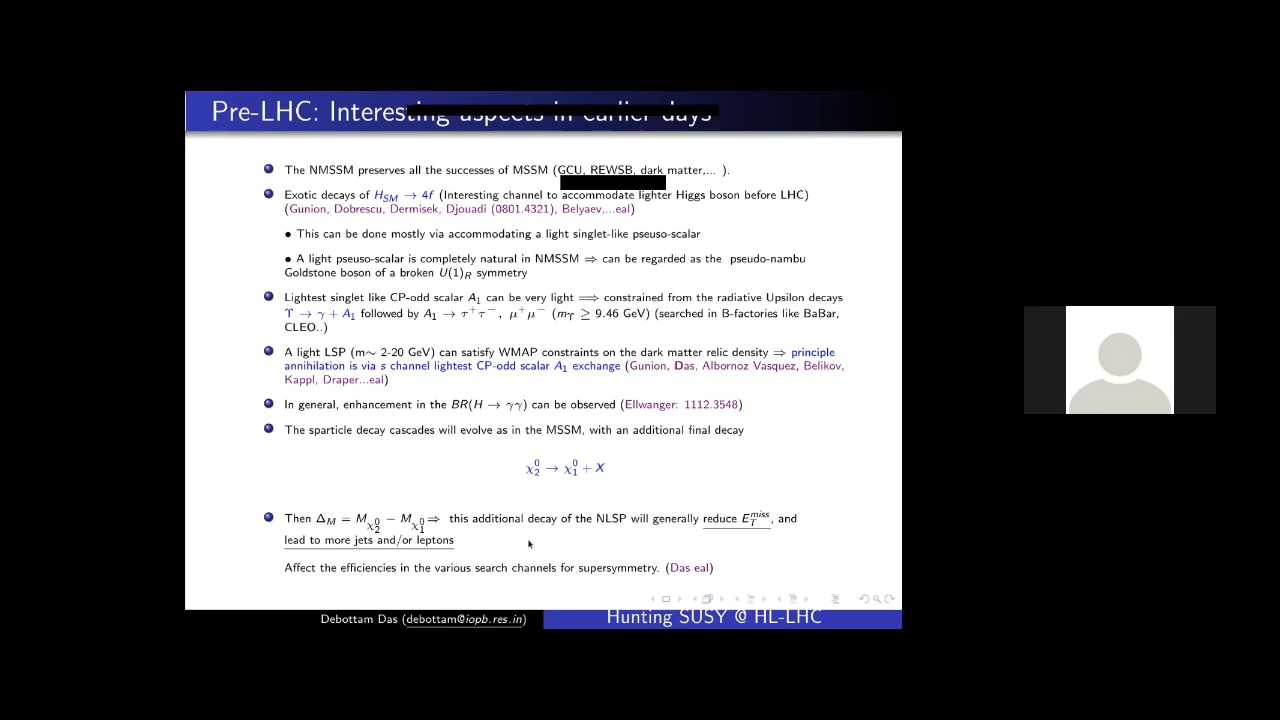 Pre-LHC: Interesting aspects in earlier days
The NMSSM preserves all the successes of MSSM (GCU, REWSB, dark matter,... ).
Exotic decays of H_SM → 4f (Interesting channel to accommodate lighter Higgs boson before LHC)
(Gunion, Dobrescu, Dermisek, Djouadi (0801.4321), Belyaev,...eal)
• This can be done mostly via accommodating a light singlet-like pseuso-scalar
• A light pseuso-scalar is completely natural in NMSSM ⇒ can be regarded as the pseudo-nambu
Goldstone boson of a broken U(1)_R symmetry
Lightest singlet like CP-odd scalar A_1 can be very light ⟹ constrained from the radiative Upsilon decays
ϒ → γ + A_1 followed by A_1 → τ⁺τ⁻, μ⁺μ⁻ (m_ϒ ≥ 9.46 GeV) (searched in B-factories like BaBar,
CLEO..)
A light LSP (m∼ 2-20 GeV) can satisfy WMAP constraints on the dark matter relic density ⇒ principle
annihilation is via s channel lightest CP-odd scalar A_1 exchange (Gunion, Das, Albornoz Vasquez, Belikov,
Kappl, Draper...eal)
In general, enhancement in the BR(H → γγ) can be observed (Ellwanger: 1112.3548)
The sparticle decay cascades will evolve as in the MSSM, with an additional final decay
χ_2^0 → χ_1^0 + X
Then Δ_M = M_{χ_2^0} − M_{χ_1^0} ⇒ this additional decay of the NLSP will generally reduce E_T^miss, and
lead to more jets and/or leptons
Affect the efficiencies in the various search channels for supersymmetry. (Das eal)
Debottam Das (debottam@iopb.res.in)
Hunting SUSY @ HL-LHC